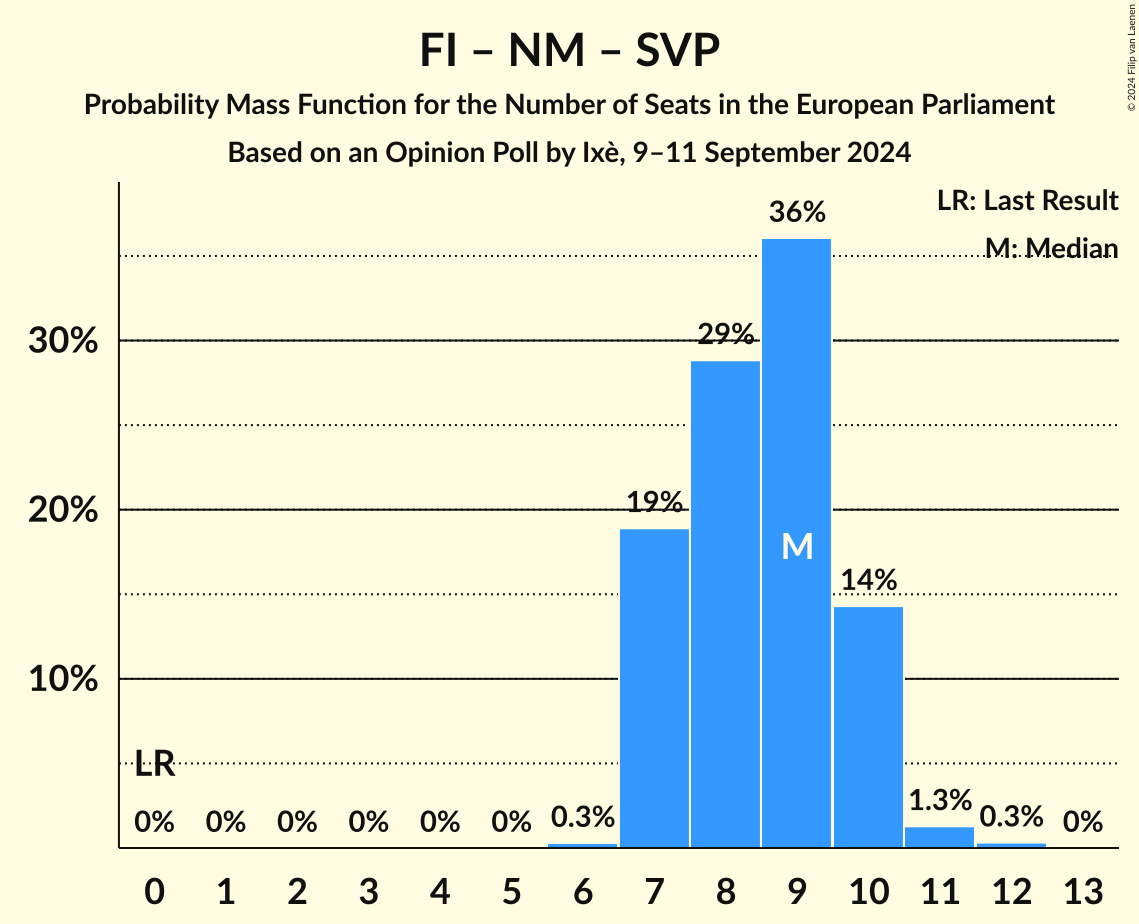 FI – NM – SVP
Probability Mass Function for the Number of Seats in the European Parliament
Based on an Opinion Poll by Ixè, 9–11 September 2024
© 2024 Filip van Laenen
LR: Last Result
M: Median
36%
30%
29%
20%
19%
M
14%
10%
LR
0% 0% 0% 0% 0% 0% 0.3% 1.3% 0.3% 0%
0 1 2 3 4 5 6 7 8 9 10 11 12 13